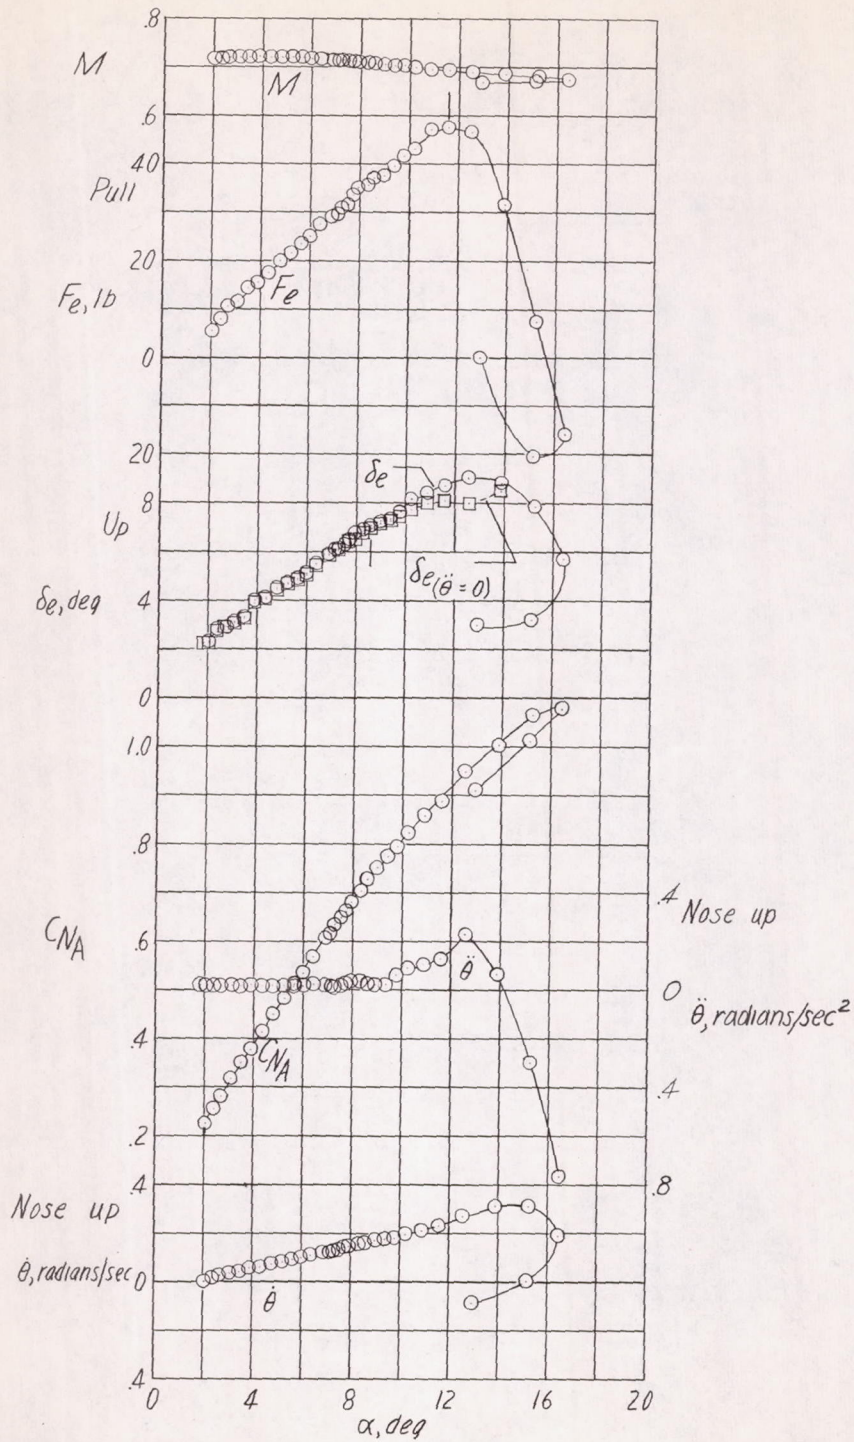 .8
M
M
.6
40
Pull
20
Fe, lb
Fe
0
20
δe
8
Up
δe(θ̈ = 0)
δe, deg
4
0
1.0
.8
.4
Nose up
CNA
.6
θ̈
0
θ̈, radians/sec²
.4
CNA
.4
.2
.4
.8
Nose up
θ̇, radians/sec
0
θ̇
.4
0 4 8 12 16 20
α, deg